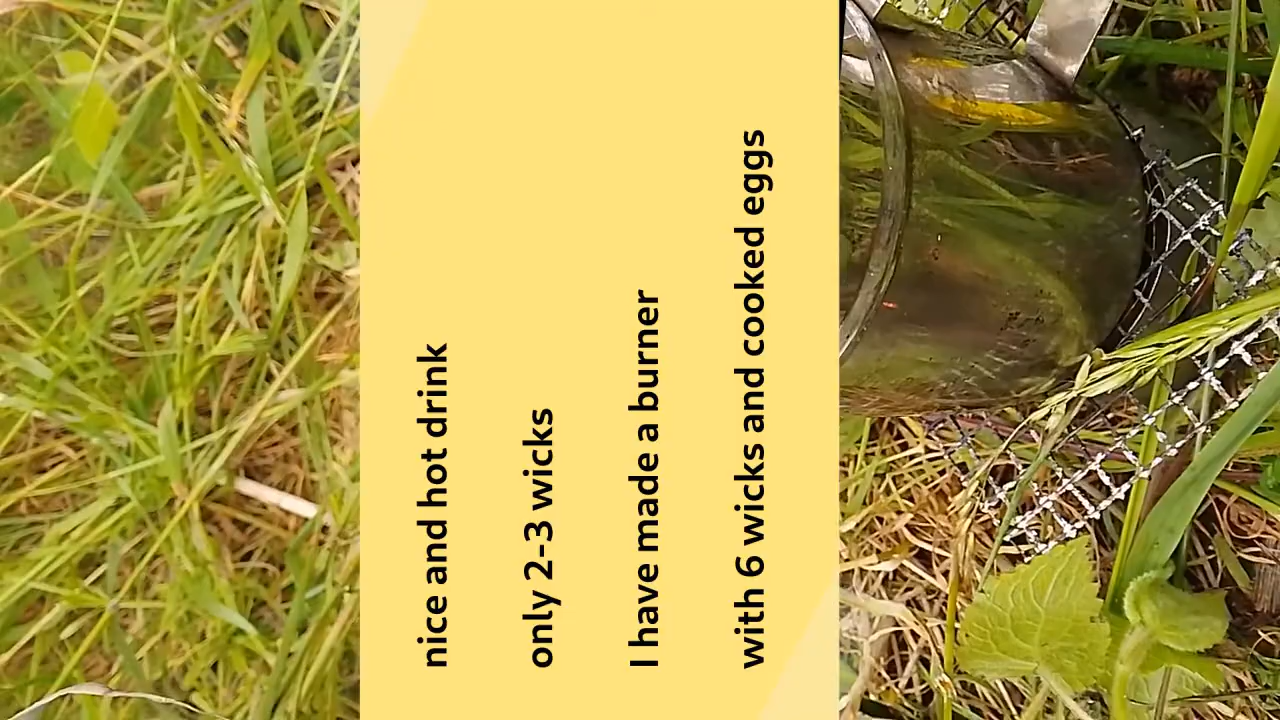 nice and hot drink
only 2-3 wicks
I have made a burner
with 6 wicks and cooked eggs